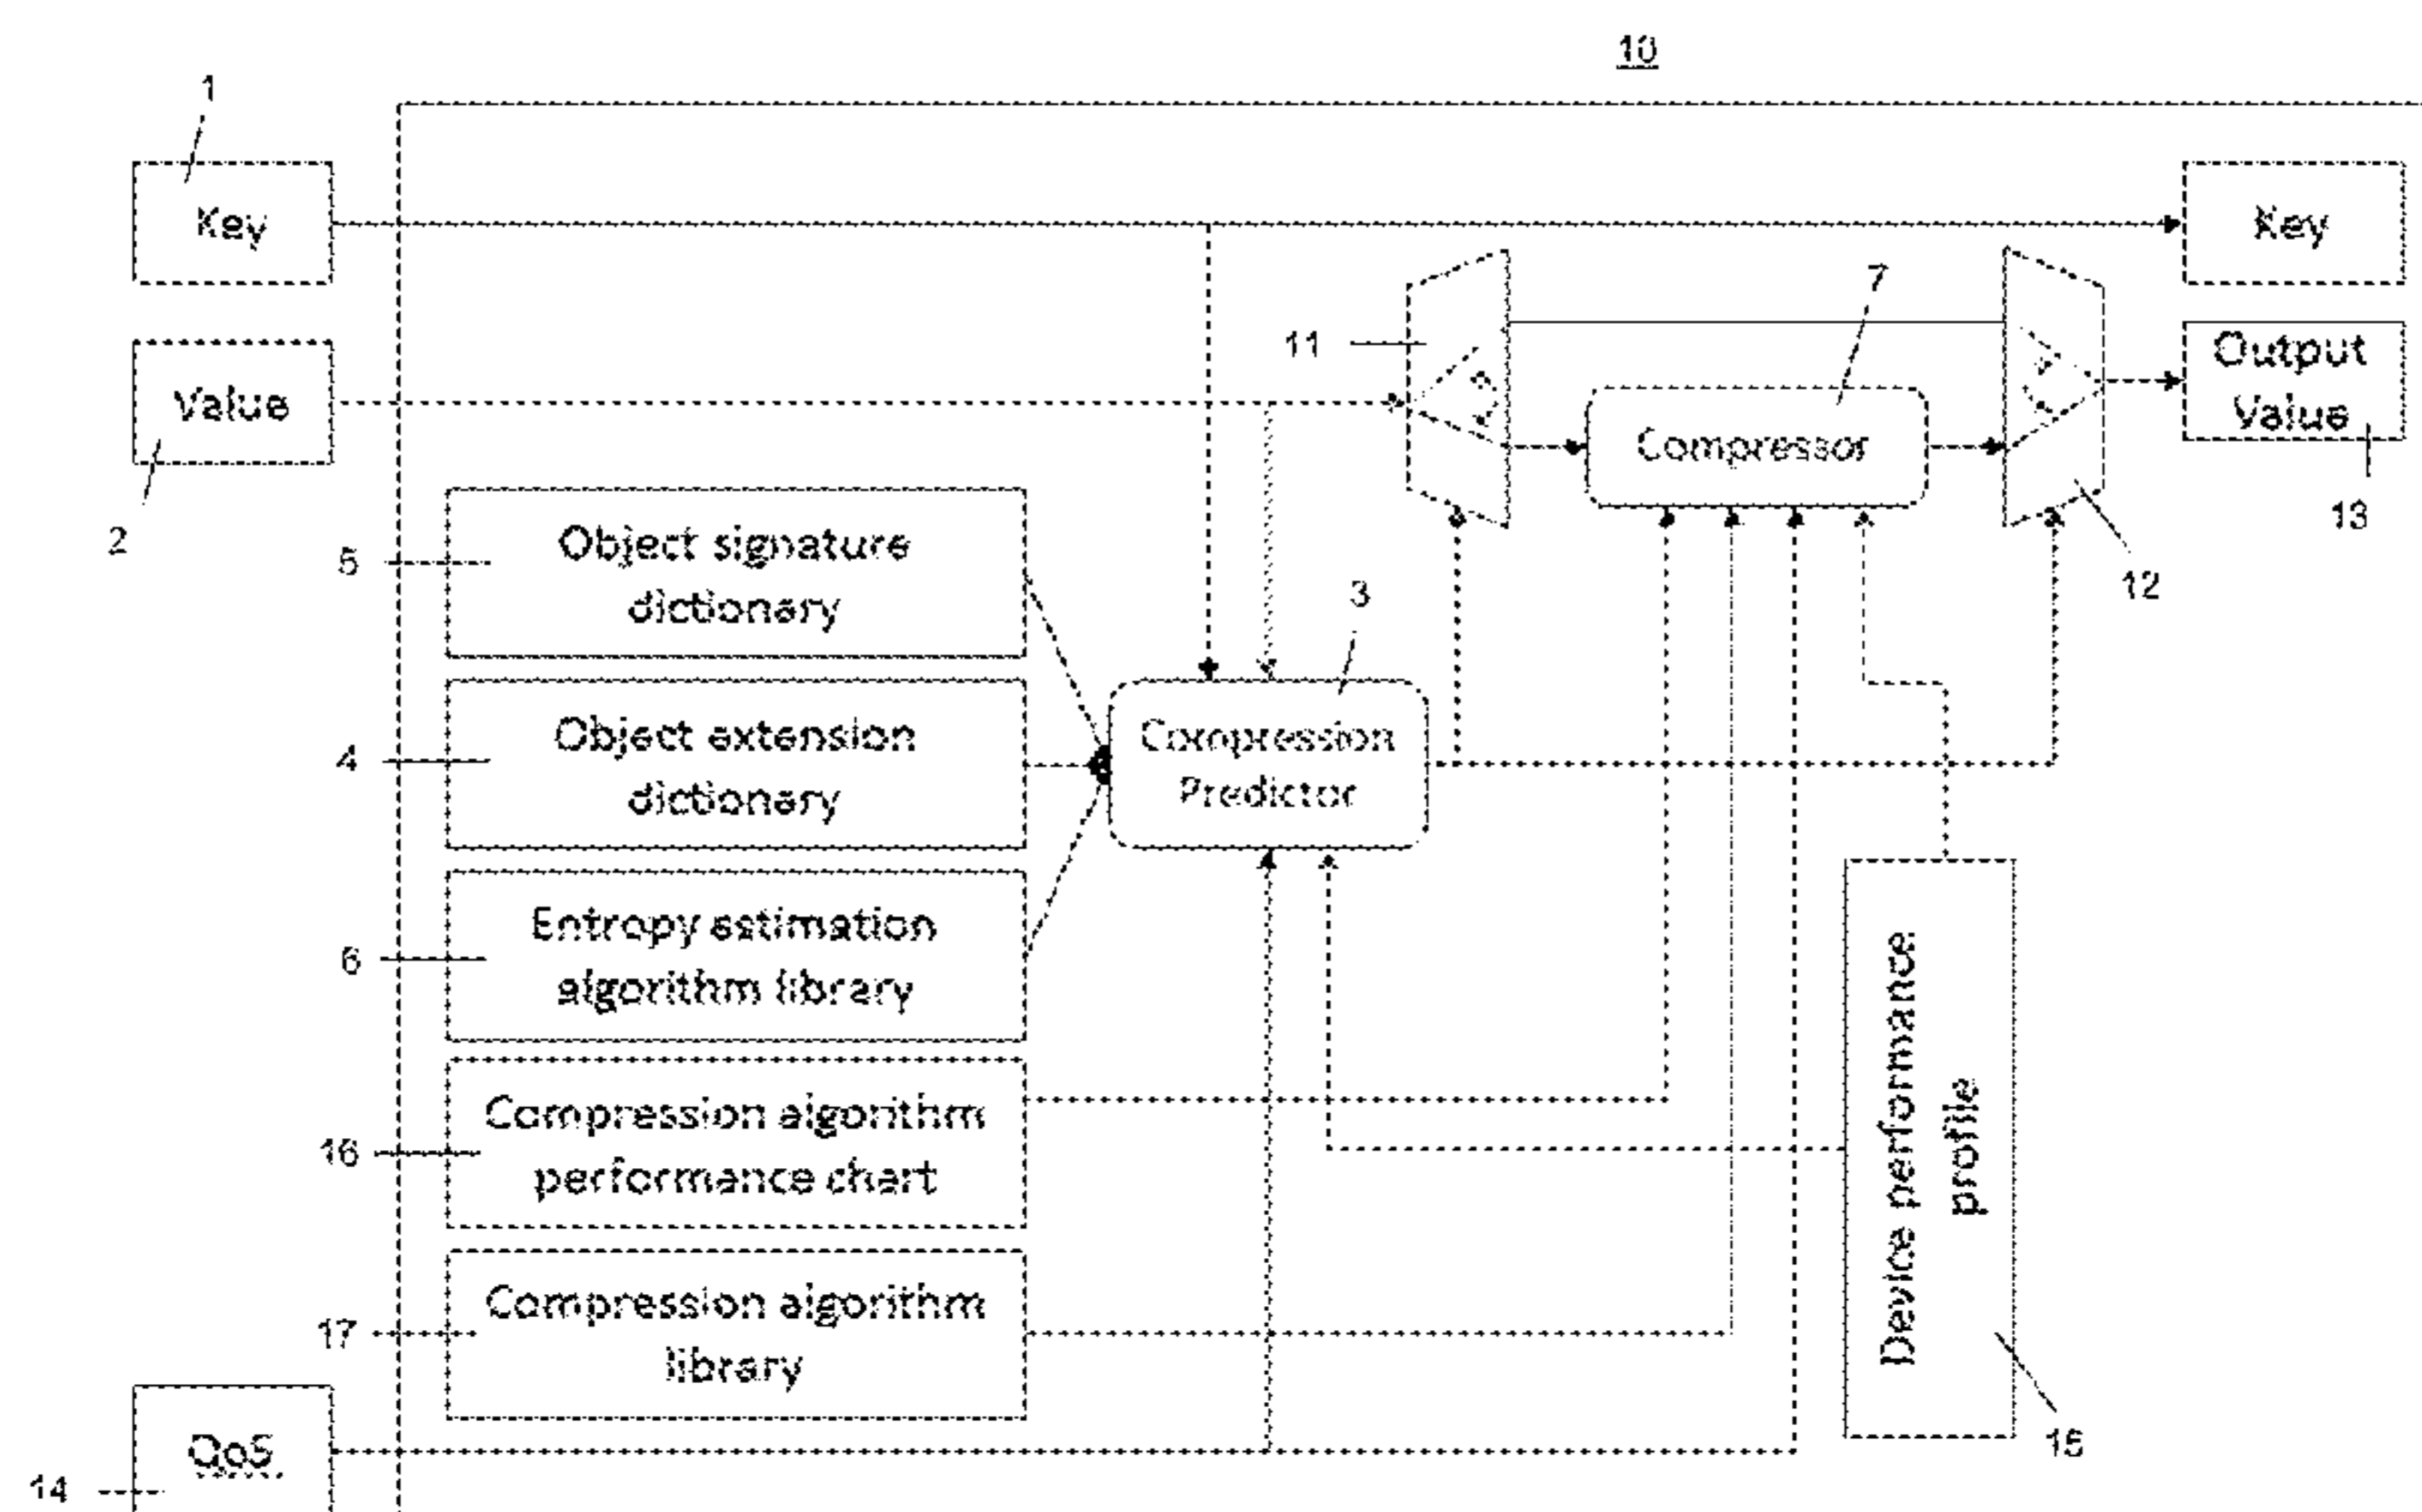 10
1
Key
Key
7
11
Output
Value
Value
Compressor
2
13
5
Object signature
dictionary
12
3
4
Object extension
dictionary
Compression
Predictor
6
Entropy estimation
algorithm library
Device performance
profile
16
Compression algorithm
performance chart
17
Compression algorithm
library
15
QoS
14